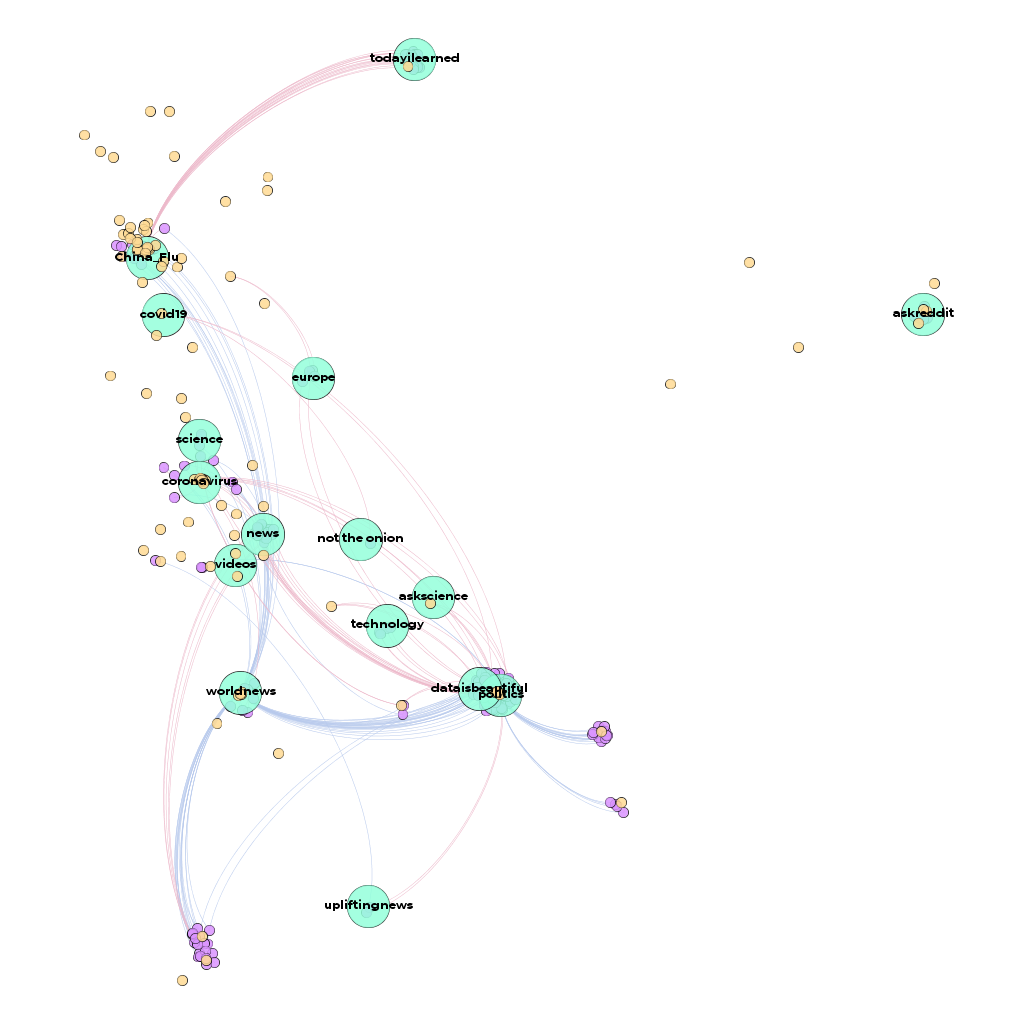 todayilearned
China_Flu
covid19
askreddit
europe
science
coronavirus
news
not the onion
videos
askscience
technology
dataisbeautiful
politics
worldnews
upliftingnews